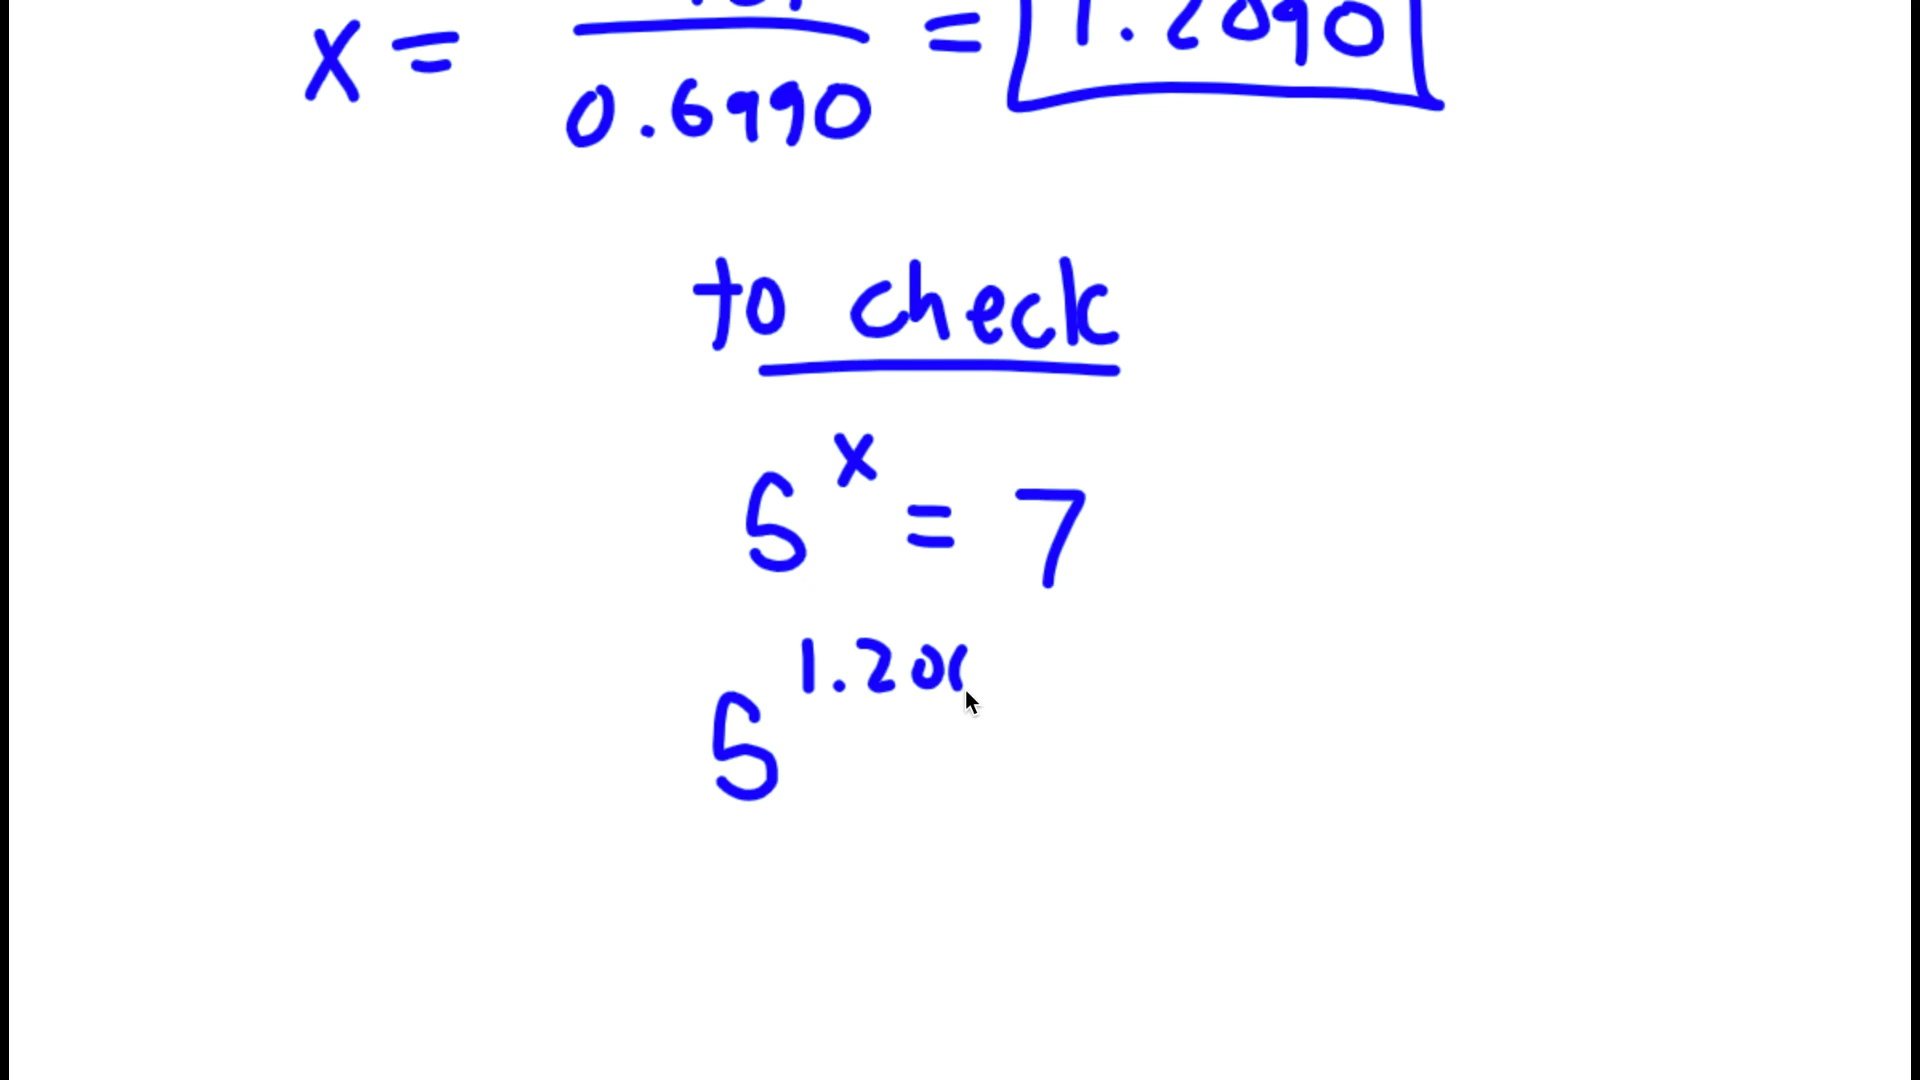 x = 0.6990 = 1.2090
to check
5^x = 7
5^1.20